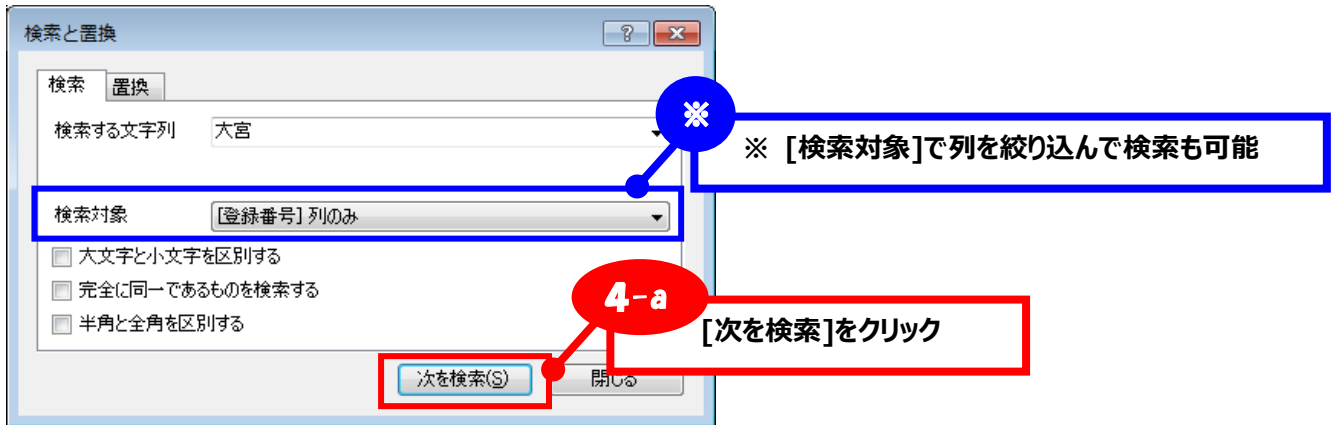 検索と置換
検索 置換
検索する文字列 大宮
※
※ [検索対象]で列を絞り込んで検索も可能
検索対象 [登録番号] 列のみ
大文字と小文字を区別する
完全に同一であるものを検索する
半角と全角を区別する
4-a
[次を検索]をクリック
次を検索(S) 閉じる